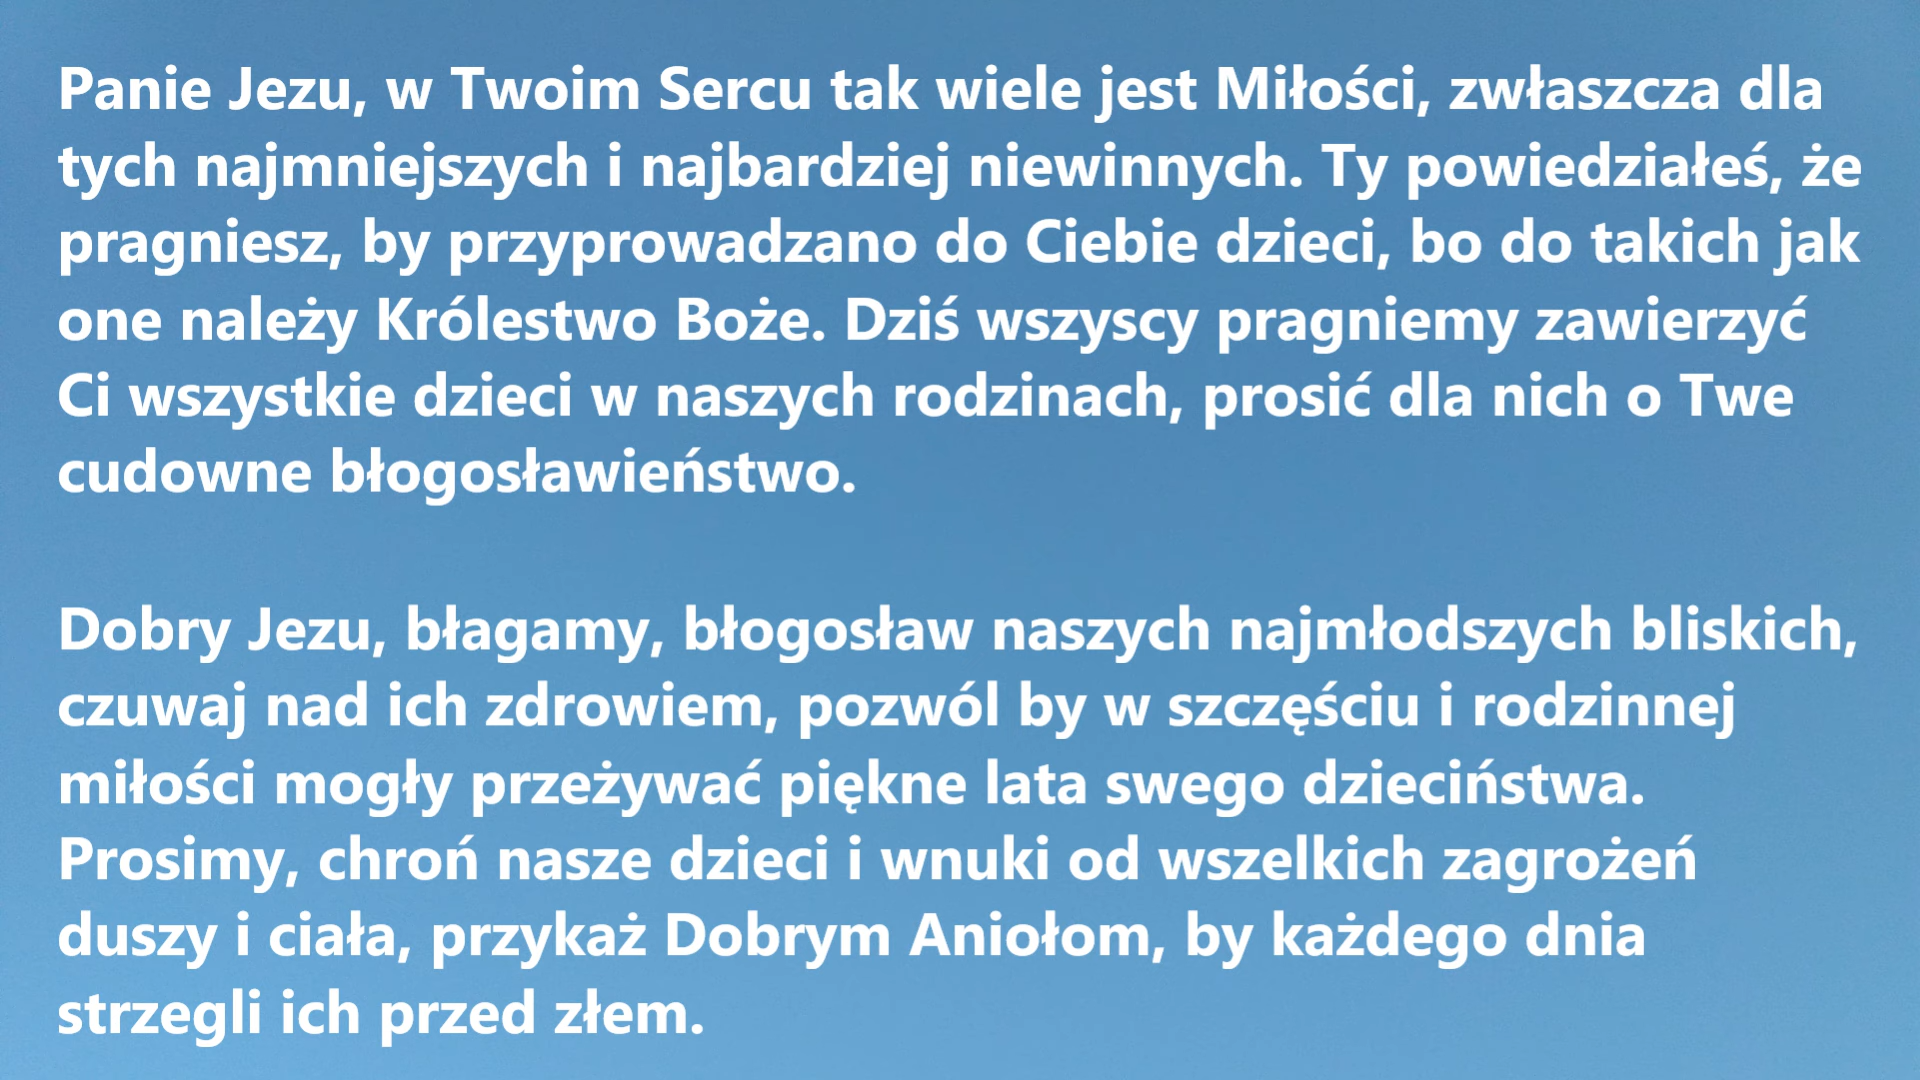 Panie Jezu, w Twoim Sercu tak wiele jest Miłości, zwłaszcza dla
tych najmniejszych i najbardziej niewinnych. Ty powiedziałeś, że
pragniesz, by przyprowadzano do Ciebie dzieci, bo do takich jak
one należy Królestwo Boże. Dziś wszyscy pragniemy zawierzyć
Ci wszystkie dzieci w naszych rodzinach, prosić dla nich o Twe
cudowne błogosławieństwo.
Dobry Jezu, błagamy, błogosław naszych najmłodszych bliskich,
czuwaj nad ich zdrowiem, pozwól by w szczęściu i rodzinnej
miłości mogły przeżywać piękne lata swego dzieciństwa.
Prosimy, chroń nasze dzieci i wnuki od wszelkich zagrożeń
duszy i ciała, przykaż Dobrym Aniołom, by każdego dnia
strzegli ich przed złem.